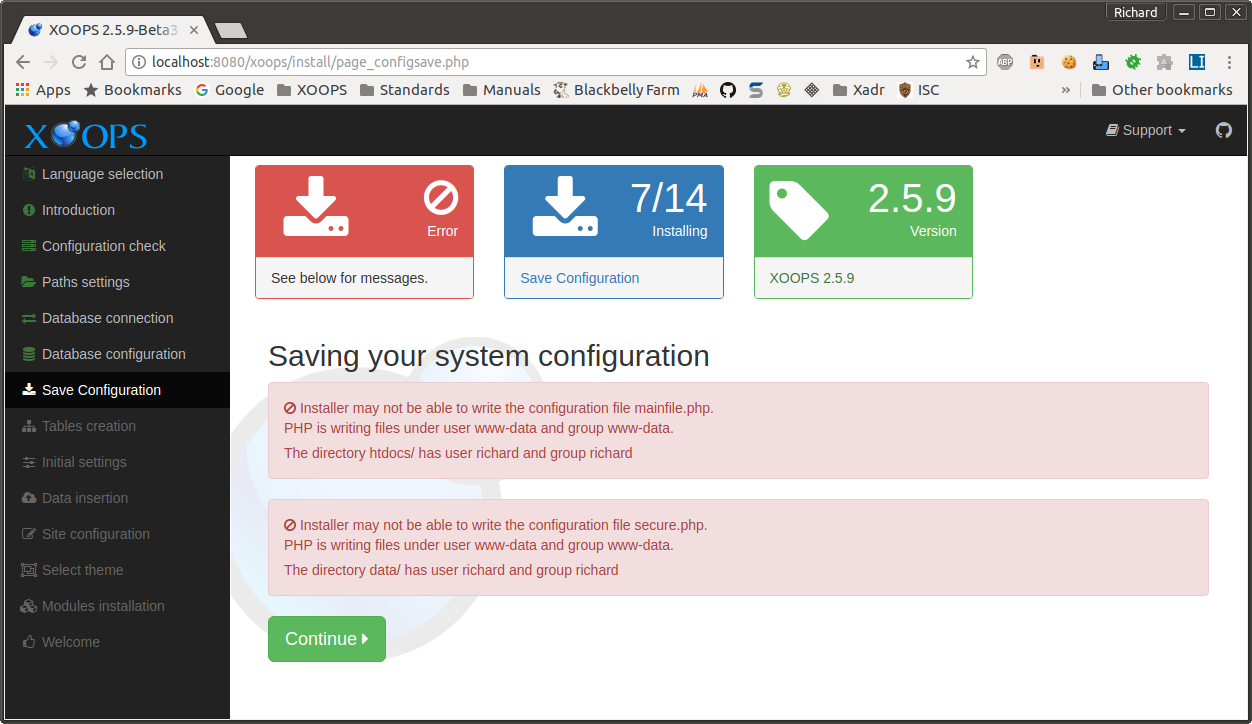 Richard
XOOPS 2.5.9-Beta3
localhost:8080/xoops/install/page_configsave.php
ABP
LI
Apps
Bookmarks
Google
XOOPS
Standards
Manuals
Blackbelly Farm
PMA
Xadr
ISC
»
Other bookmarks
XOOPS
Support
Language selection
Introduction
Configuration check
Paths settings
Database connection
Database configuration
Save Configuration
Tables creation
Initial settings
Data insertion
Site configuration
Select theme
Modules installation
Welcome
Error
See below for messages.
7/14
Installing
Save Configuration
2.5.9
Version
XOOPS 2.5.9
Saving your system configuration
Installer may not be able to write the configuration file mainfile.php.
PHP is writing files under user www-data and group www-data.
The directory htdocs/ has user richard and group richard
Installer may not be able to write the configuration file secure.php.
PHP is writing files under user www-data and group www-data.
The directory data/ has user richard and group richard
Continue